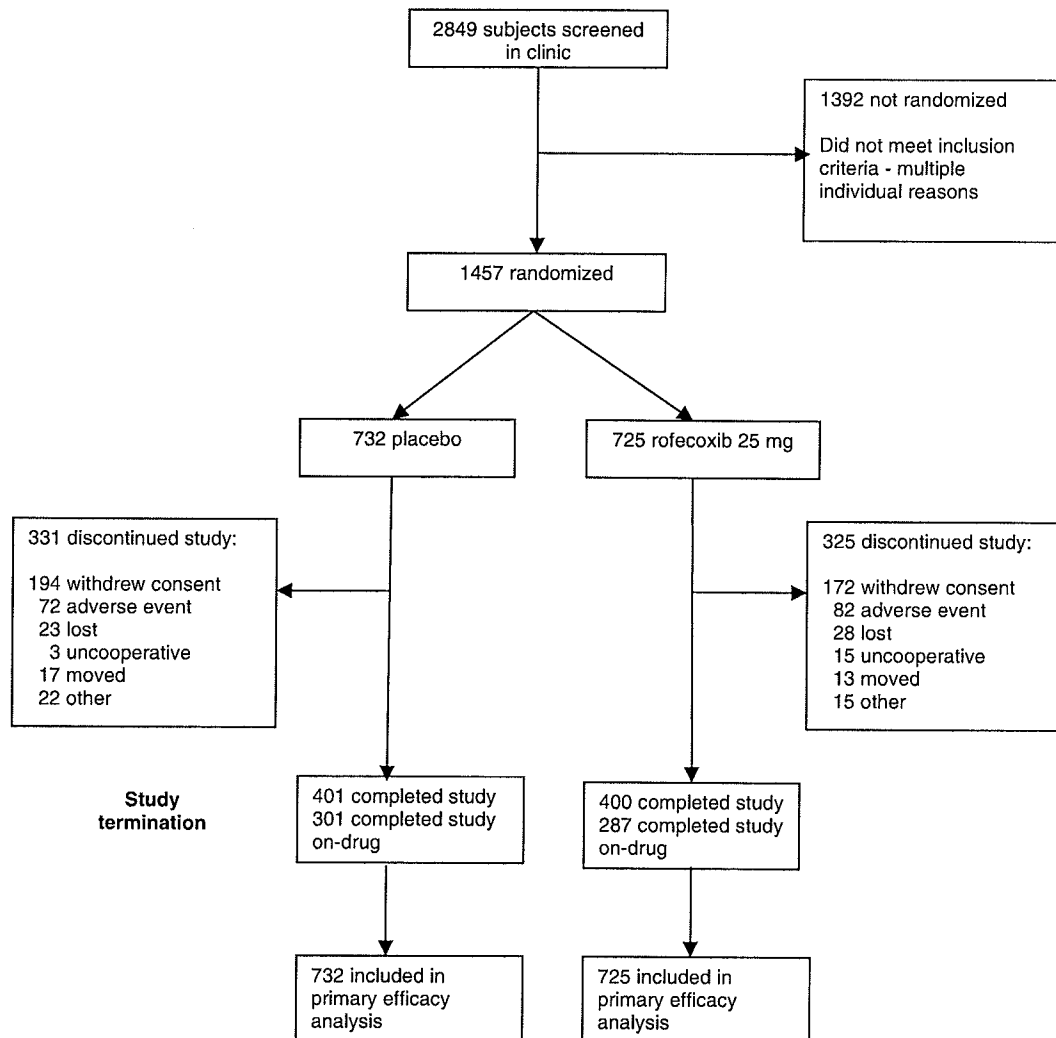 2849 subjects screened
in clinic
1392 not randomized
Did not meet inclusion
criteria - multiple
individual reasons
1457 randomized
732 placebo
725 rofecoxib 25 mg
331 discontinued study:
194 withdrew consent
72 adverse event
23 lost
3 uncooperative
17 moved
22 other
325 discontinued study:
172 withdrew consent
82 adverse event
28 lost
15 uncooperative
13 moved
15 other
Study
termination
401 completed study
301 completed study
on-drug
400 completed study
287 completed study
on-drug
732 included in
primary efficacy
analysis
725 included in
primary efficacy
analysis